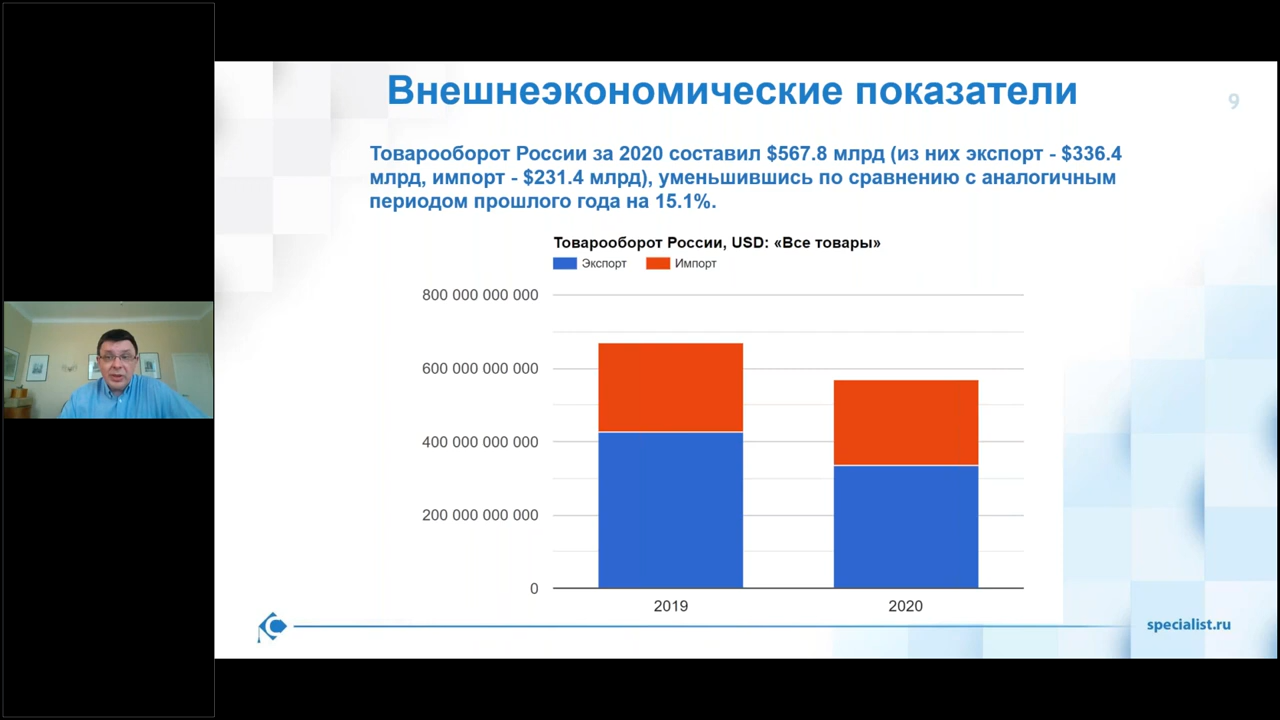 Внешнеэкономические показатели
9
Товарооборот России за 2020 составил $567.8 млрд (из них экспорт - $336.4
млрд, импорт - $231.4 млрд), уменьшившись по сравнению с аналогичным
периодом прошлого года на 15.1%.
Товарооборот России, USD: «Все товары»
Экспорт Импорт
800 000 000 000
600 000 000 000
400 000 000 000
200 000 000 000
0
2019 2020
specialist.ru